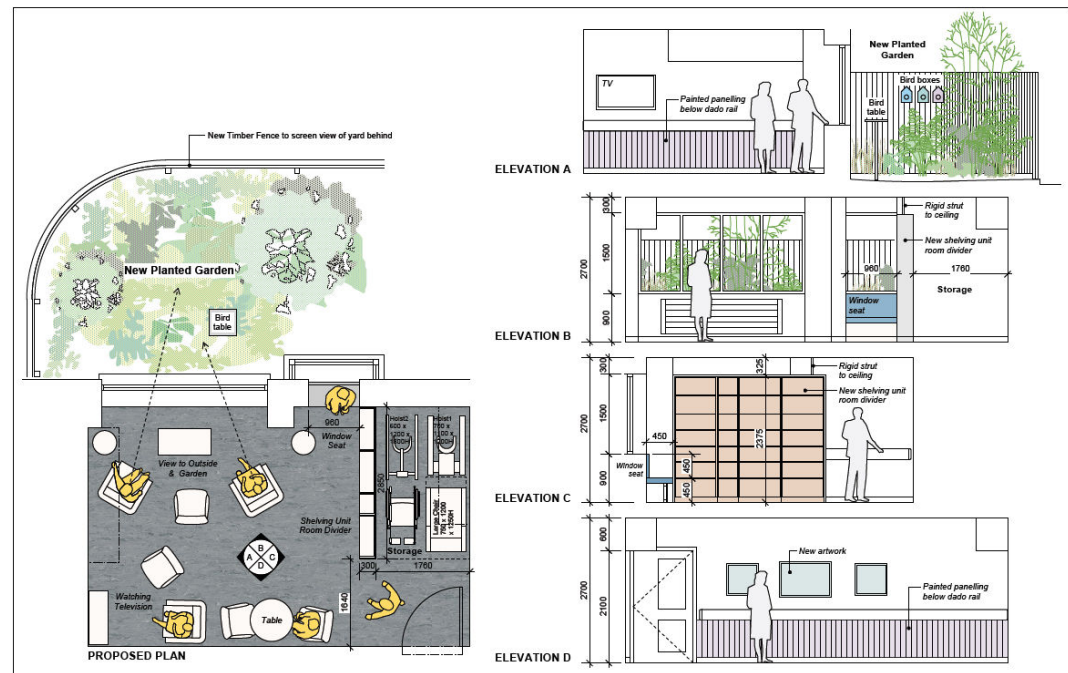 New Timber Fence to screen view of yard behind
New Planted Garden
Bird
table
960
Window
Seat
View to Outside
& Garden
2850
Hoist2
600
x
1200
x
1500H
Hoist1
x
1100
x
Large Chair
750 x 1200
x 1250H
Shelving Unit
Room Divider
Storage
300
1760
1640
A
B
C
D
Watching
Television
Table
PROPOSED PLAN
TV
Painted panelling
below dado rail
New Planted
Garden
Bird boxes
Bird
table
ELEVATION A
2700
300
1500
900
960
Window
seat
Rigid strut
to ceiling
New shelving unit
room divider
1760
Storage
ELEVATION B
2700
300
1500
900
450
Window
seat
450
450
325
2375
Rigid strut
to ceiling
New shelving unit
room divider
ELEVATION C
2700
600
2100
New artwork
Painted panelling
below dado rail
ELEVATION D